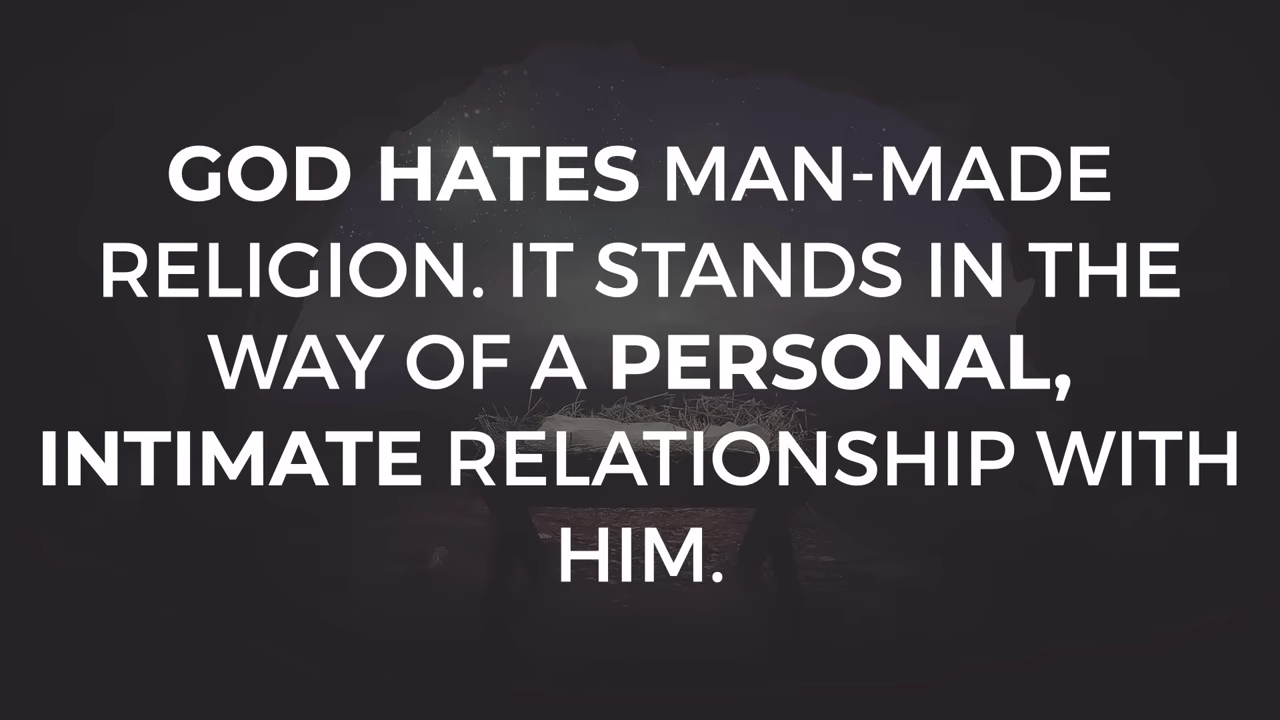 GOD HATES MAN-MADE
RELIGION. IT STANDS IN THE
WAY OF A PERSONAL,
INTIMATE RELATIONSHIP WITH
HIM.